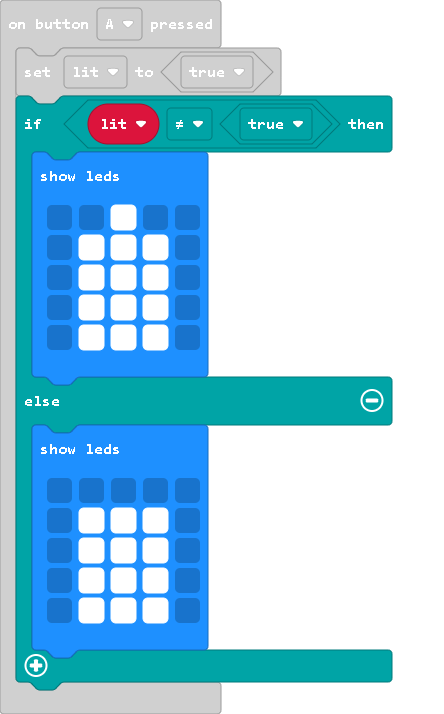 on button A pressed
set lit to true
if lit ≠ true then
show leds
else
show leds